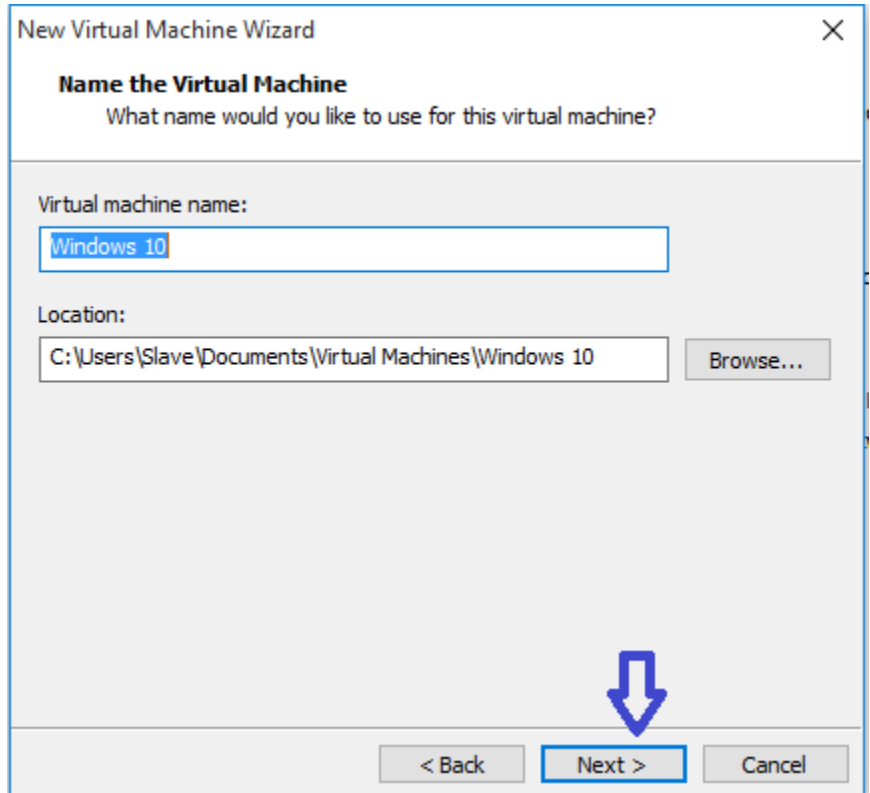 New Virtual Machine Wizard
Name the Virtual Machine
What name would you like to use for this virtual machine?
Virtual machine name:
Windows 10
Location:
C:\Users\Slave\Documents\Virtual Machines\Windows 10
Browse...
< Back
Next >
Cancel